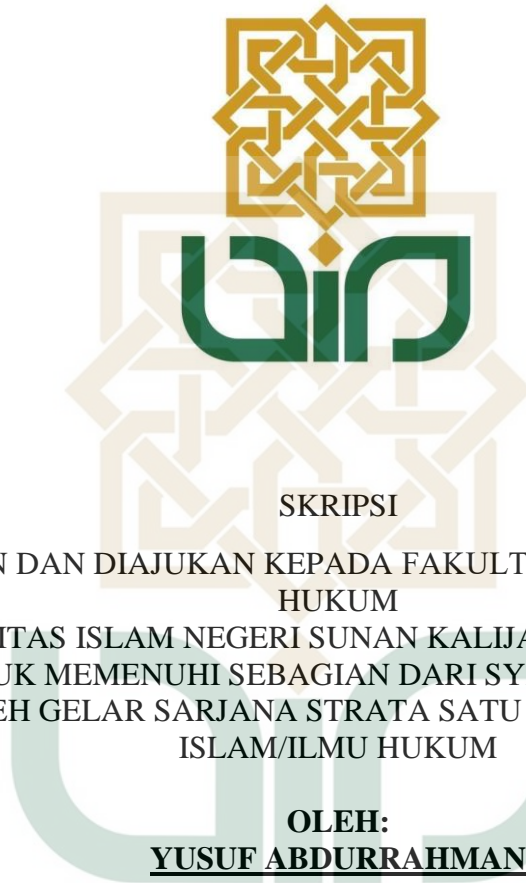 uin
SKRIPSI
N DAN DIAJUKAN KEPADA FAKULT
HUKUM
ITAS ISLAM NEGERI SUNAN KALIJA
UK MEMENUHI SEBAGIAN DARI SY
EH GELAR SARJANA STRATA SATU
ISLAM/ILMU HUKUM
OLEH:
YUSUF ABDURRAHMAN